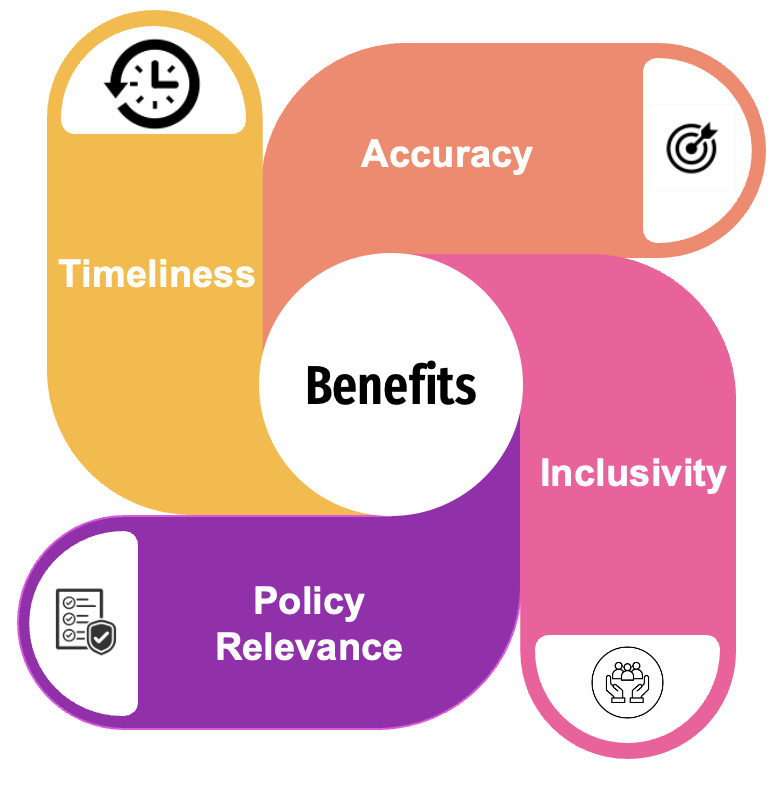 Accuracy
Timeliness
Benefits
Inclusivity
Policy
Relevance